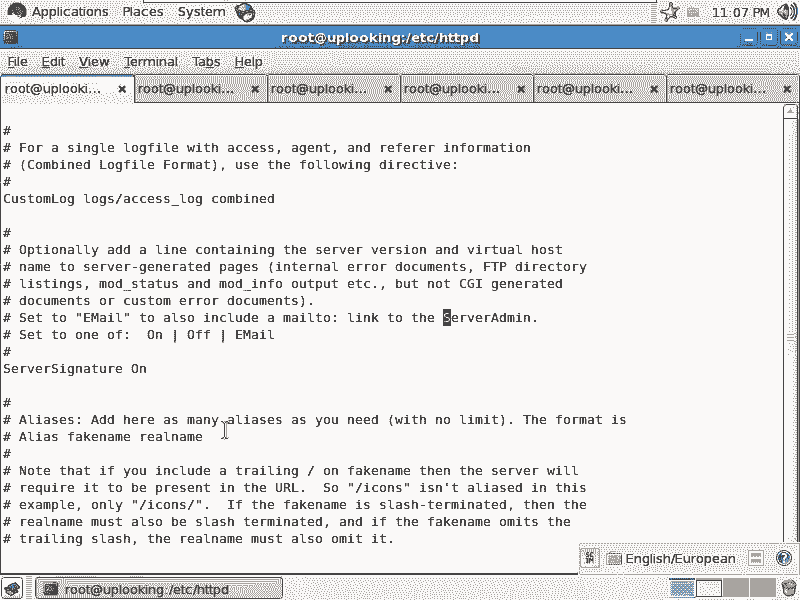 Applications Places System 11:07 PM
root@uplooking:/etc/httpd
File Edit View Terminal Tabs Help
root@uplooki... root@uplooki... root@uplooki... root@uplooki... root@uplooki... root@uplooki...
#
# For a single logfile with access, agent, and referer information
# (Combined Logfile Format), use the following directive:
#
CustomLog logs/access_log combined
#
# Optionally add a line containing the server version and virtual host
# name to server-generated pages (internal error documents, FTP directory
# listings, mod_status and mod_info output etc., but not CGI generated
# documents or custom error documents).
# Set to "EMail" to also include a mailto: link to the ServerAdmin.
# Set to one of:  On | Off | EMail
#
ServerSignature On
#
# Aliases: Add here as many aliases as you need (with no limit). The format is
# Alias fakename realname
#
# Note that if you include a trailing / on fakename then the server will
# require it to be present in the URL.  So "/icons" isn't aliased in this
# example, only "/icons/".  If the fakename is slash-terminated, then the
# realname must also be slash terminated, and if the fakename omits the
# trailing slash, the realname must also omit it.
English/European
root@uplooking:/etc/httpd